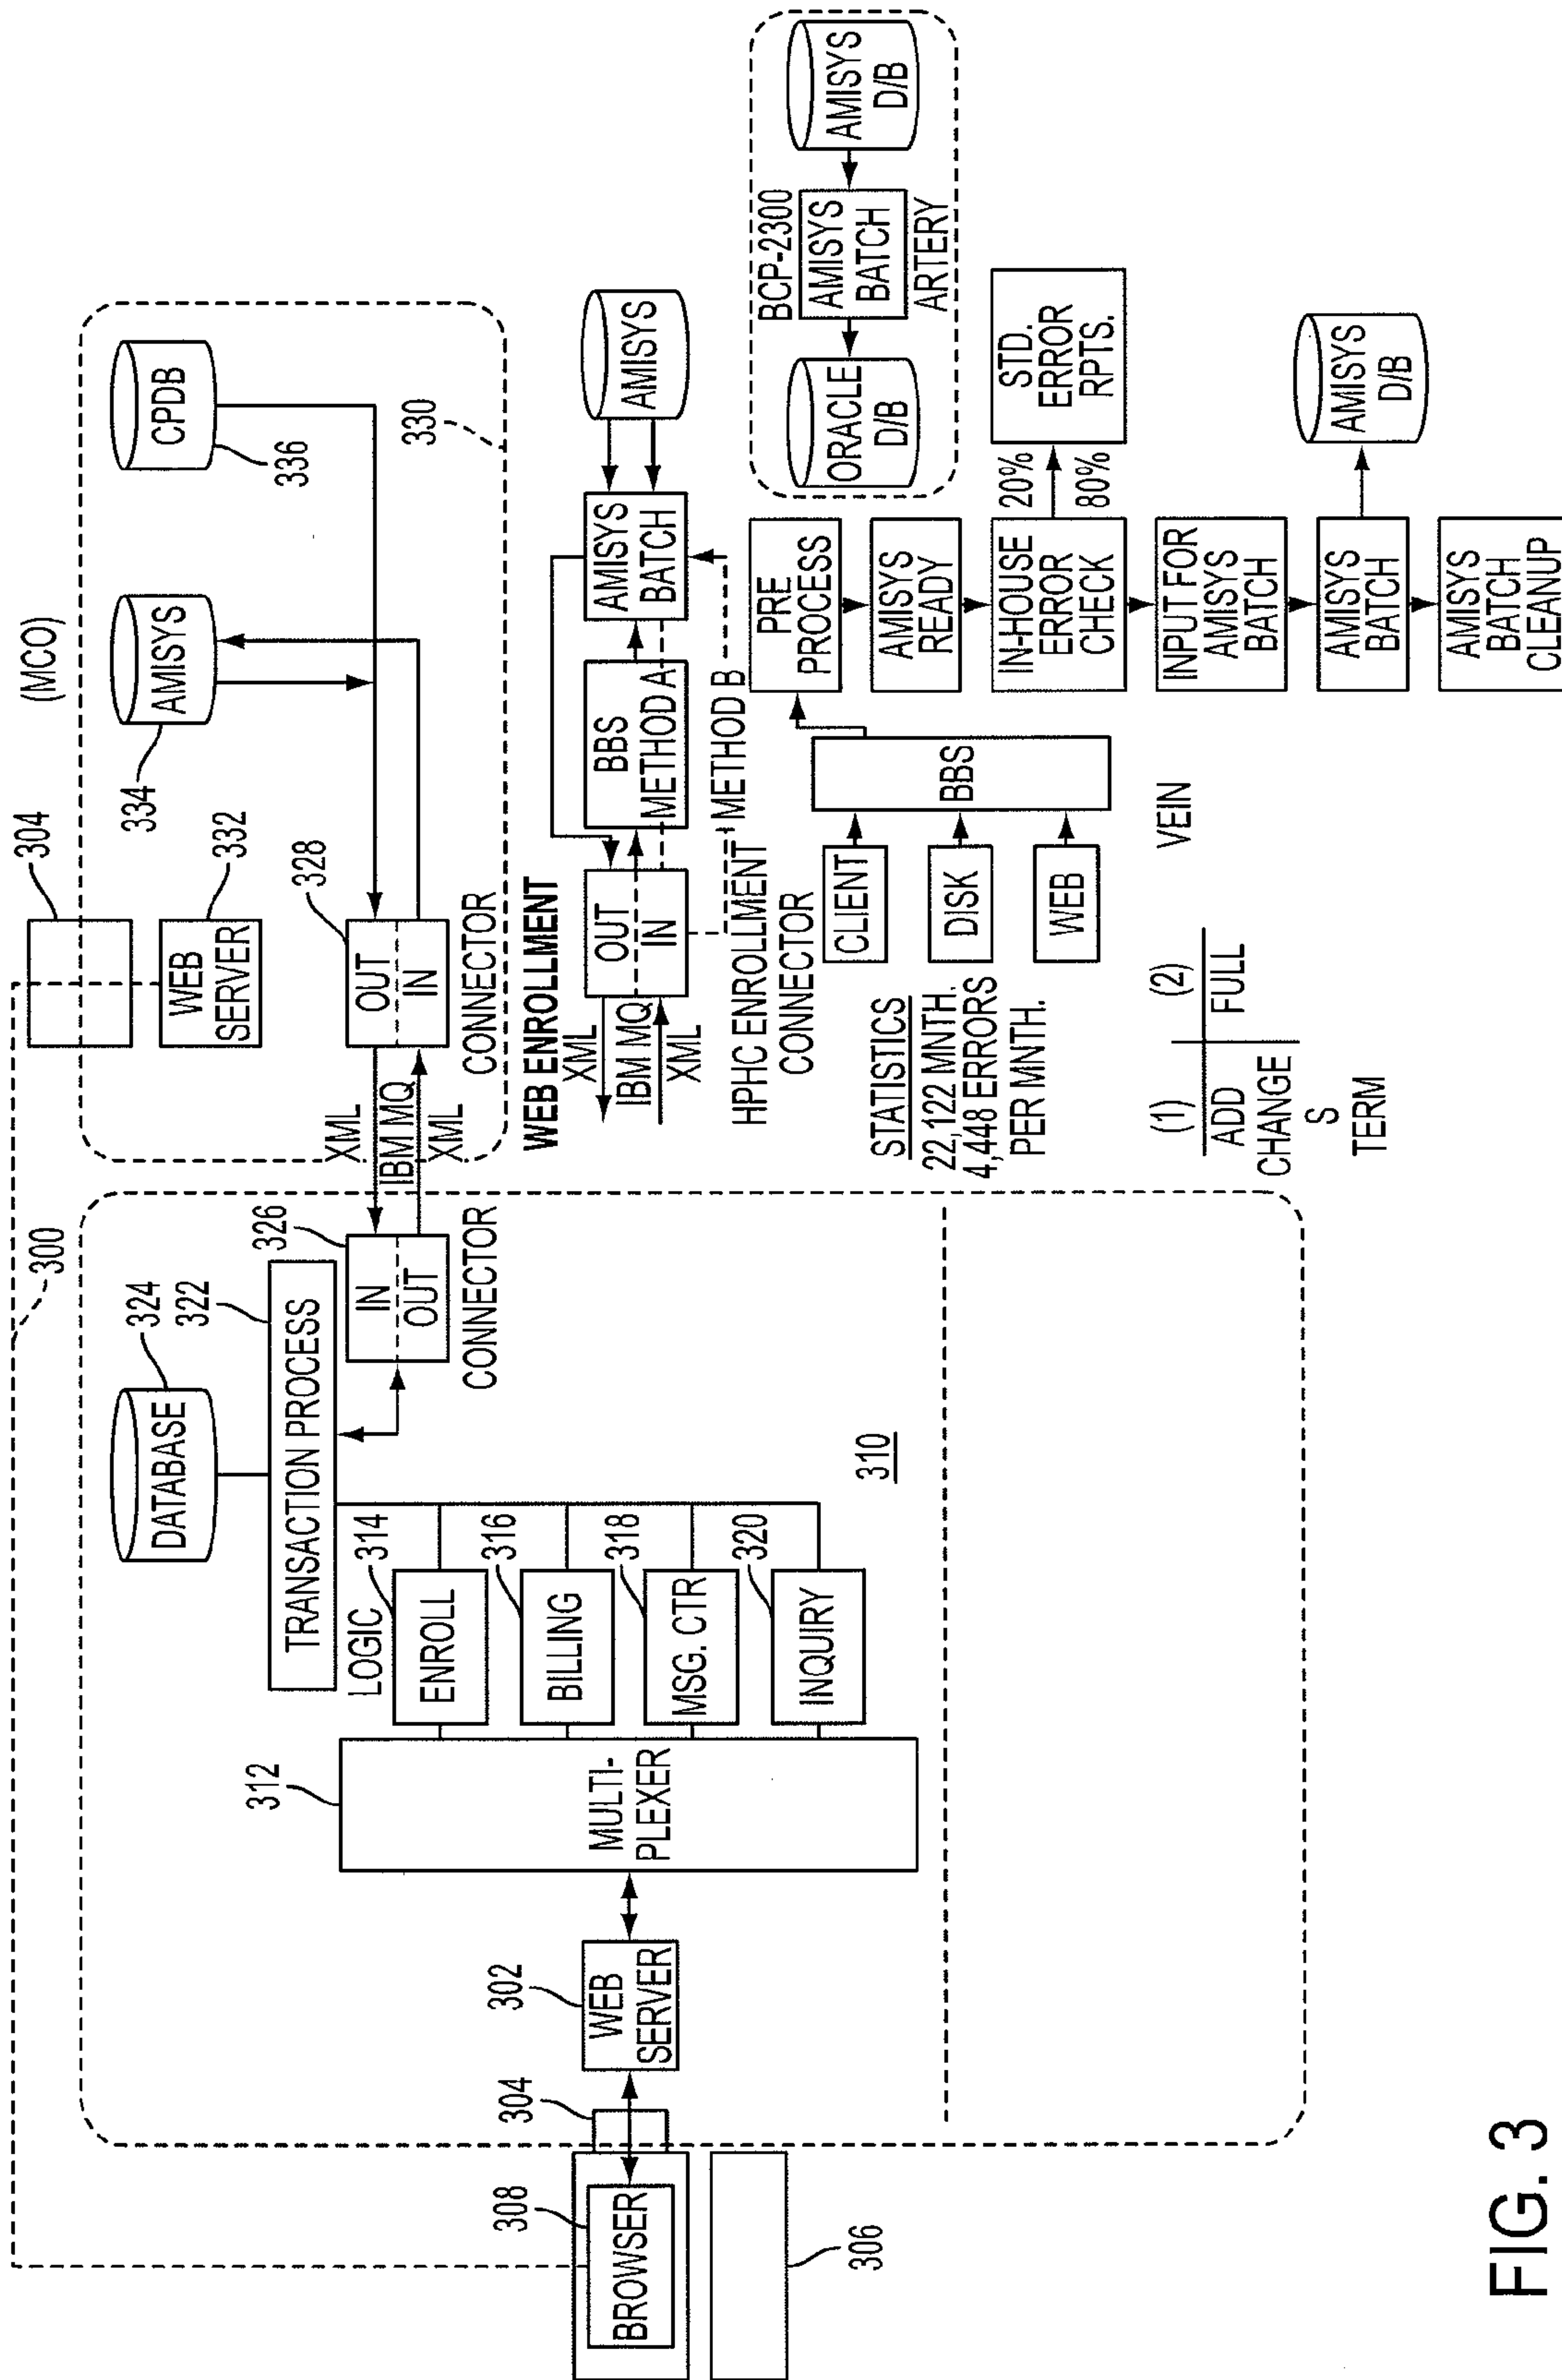 300
(MCO)
304
WEB
SERVER
332
334
AMISYS
CPDB
336
328
OUT
IN
CONNECTOR
330
XML
IBM MQ
XML
DATABASE
324
322
TRANSACTION PROCESS
326
IN
OUT
CONNECTOR
LOGIC
314
ENROLL
316
BILLING
318
MSG. CTR
320
INQUIRY
310
312
MULTI-
PLEXER
302
WEB
SERVER
304
308
BROWSER
306
WEB ENROLLMENT
XML
IBM MQ
XML
OUT
IN
HPHC ENROLLMENT
CONNECTOR
BBS
METHOD A
METHOD B
AMISYS
BATCH
AMISYS
STATISTICS
22,122 MNTH.
4,448 ERRORS
PER MNTH.
CLIENT
DISK
WEB
BBS
VEIN
PRE
PROCESS
AMISYS
READY
IN-HOUSE
ERROR
CHECK
20%
80%
STD.
ERROR
RPTS.
INPUT FOR
AMISYS
BATCH
AMISYS
BATCH
AMISYS
D/B
AMISYS
BATCH
CLEANUP
BCP-2300
ORACLE
D/B
AMISYS
BATCH
ARTERY
AMISYS
D/B
(1) (2)
ADD FULL
CHANGE
S
TERM
FIG. 3